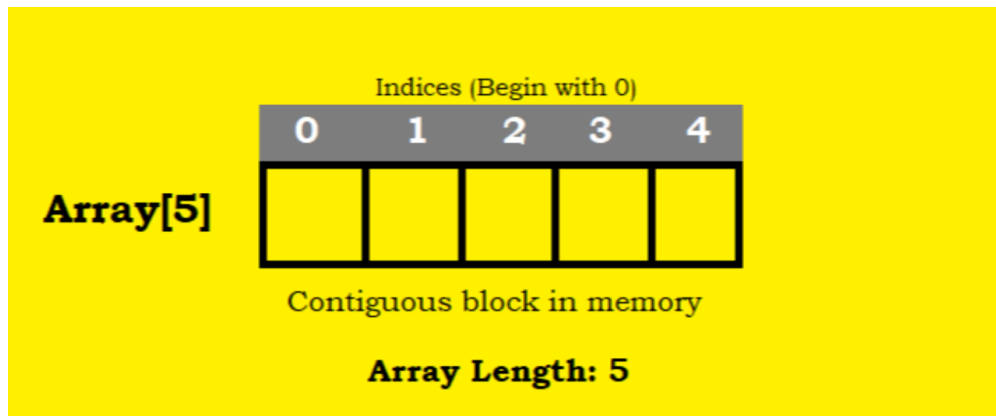 Indices (Begin with 0)
0 1 2 3 4
Array[5]
Contiguous block in memory
Array Length: 5